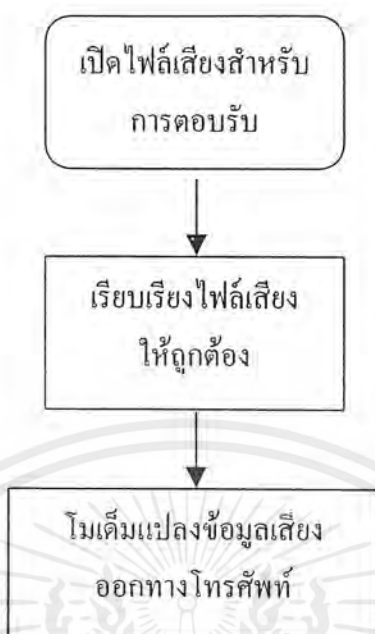 เปิดไฟล์เสียงสำหรับ
การตอบรับ
เรียบเรียงไฟล์เสียง
ให้ถูกต้อง
โมเด็มแปลงข้อมูลเสียง
ออกทางโทรศัพท์